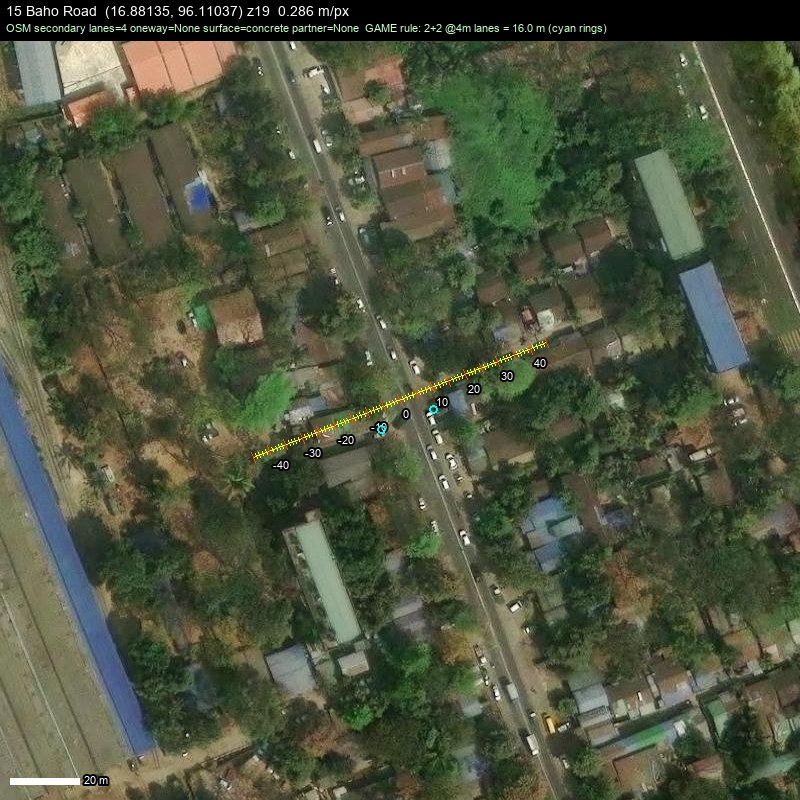 15 Baho Road (16.88135, 96.11037) z19 0.286 m/px
OSM secondary lanes=4 oneway=None surface=concrete partner=None GAME rule: 2+2 @4m lanes = 16.0 m (cyan rings)
-40 -30 -20 -10 0 10 20 30 40
20 m